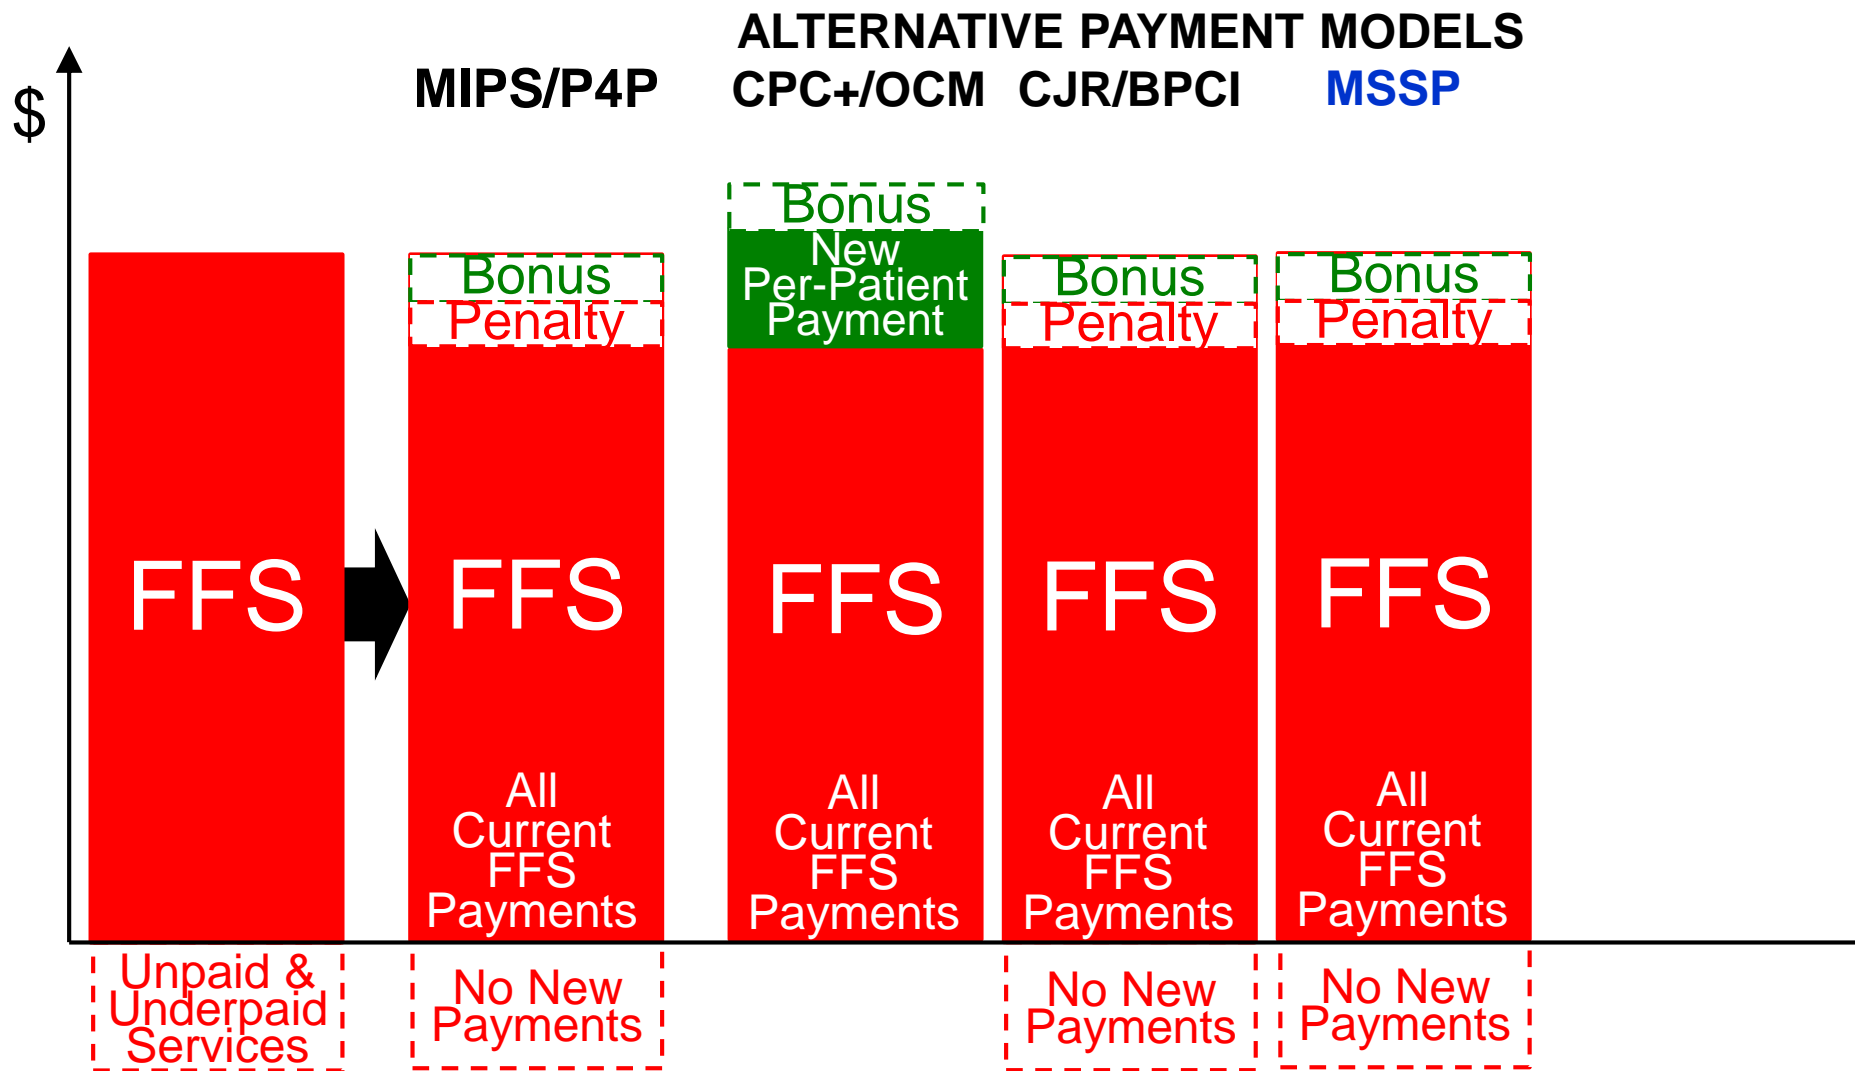 ALTERNATIVE PAYMENT MODELS
$
MIPS/P4P
CPC+/OCM
CJR/BPCI
MSSP
FFS
Unpaid &
Underpaid
Services
Bonus
Penalty
FFS
All
Current
FFS
Payments
No New
Payments
Bonus
New
Per-Patient
Payment
FFS
All
Current
FFS
Payments
Bonus
Penalty
FFS
All
Current
FFS
Payments
No New
Payments
Bonus
Penalty
FFS
All
Current
FFS
Payments
No New
Payments